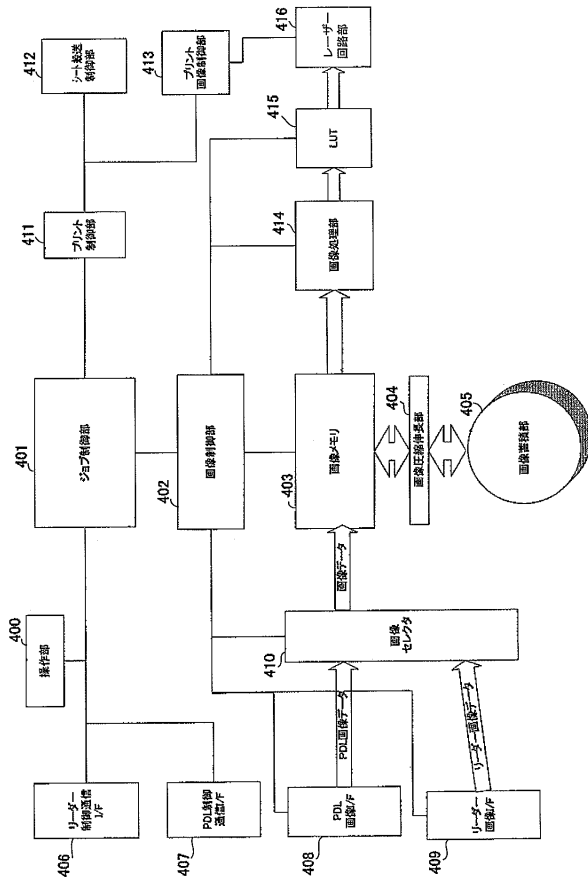 412
シート搬送
制御部
413
プリント
画像制御部
416
レーザー
回路部
411
プリント
制御部
415
LUT
414
画像処理部
401
ジョブ制御部
402
画像制御部
403
画像メモリ
404
画像圧縮伸長部
405
画像蓄積部
400
操作部
画像データ
410
画像
セレクタ
PDL画像データ
リーダー画像データ
406
リーダー
制御通信
I/F
407
PDL制御
通信I/F
408
PDL
画像I/F
409
リーダー
画像I/F